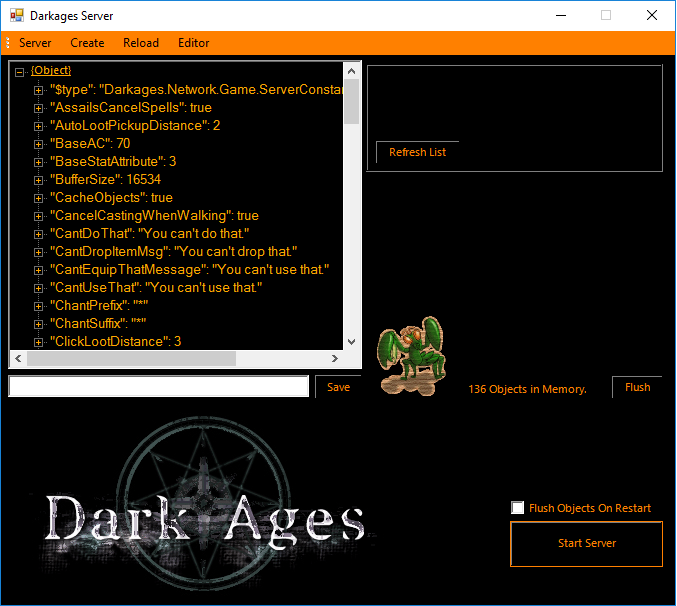 Darkages Server
Server Create Reload Editor
{Object}
"$type": "Darkages.Network.Game.ServerConstan
"AssailsCancelSpells": true
"AutoLootPickupDistance": 2
"BaseAC": 70
"BaseStatAttribute": 3
"BufferSize": 16534
"CacheObjects": true
"CancelCastingWhenWalking": true
"CantDoThat": "You can't do that."
"CantDropItemMsg": "You can't drop that."
"CantEquipThatMessage": "You can't use that."
"CantUseThat": "You can't use that."
"ChantPrefix": "*"
"ChantSuffix": "*"
"ClickLootDistance": 3
Refresh List
Save
136 Objects in Memory.
Flush
Dark Ages
Flush Objects On Restart
Start Server